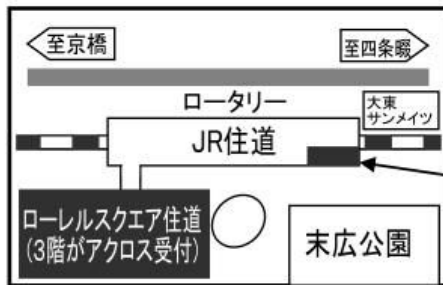 至京橋
至四条畷
ロータリー
大東
サンメイツ
JR住道
ローレルスクエア住道
(3階がアクロス受付)
末広公園